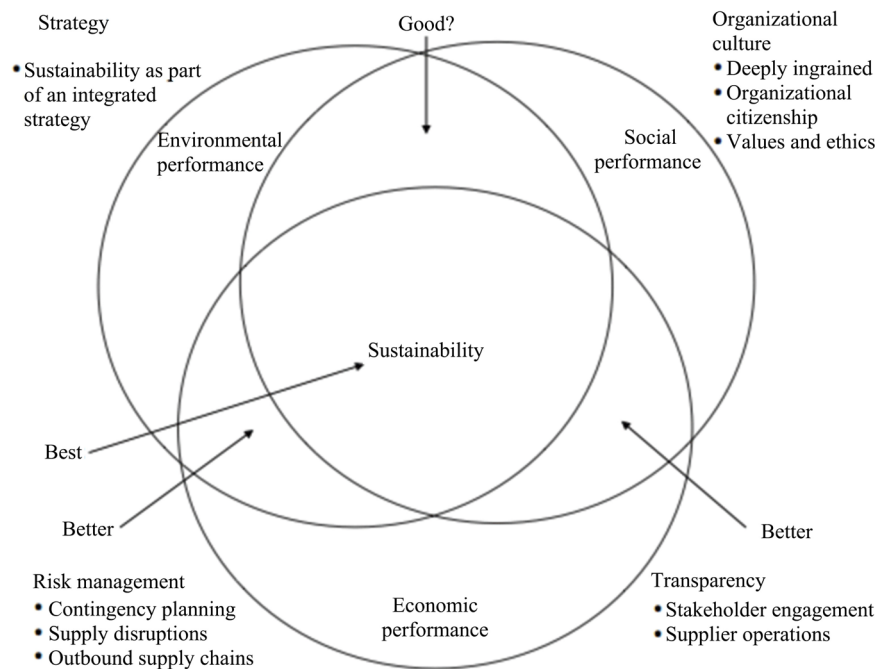 Strategy
• Sustainability as part
of an integrated
strategy
Good?
Organizational
culture
• Deeply ingrained
• Organizational
citizenship
• Values and ethics
Environmental
performance
Social
performance
Sustainability
Best
Better
Better
Risk management
• Contingency planning
• Supply disruptions
• Outbound supply chains
Economic
performance
Transparency
• Stakeholder engagement
• Supplier operations